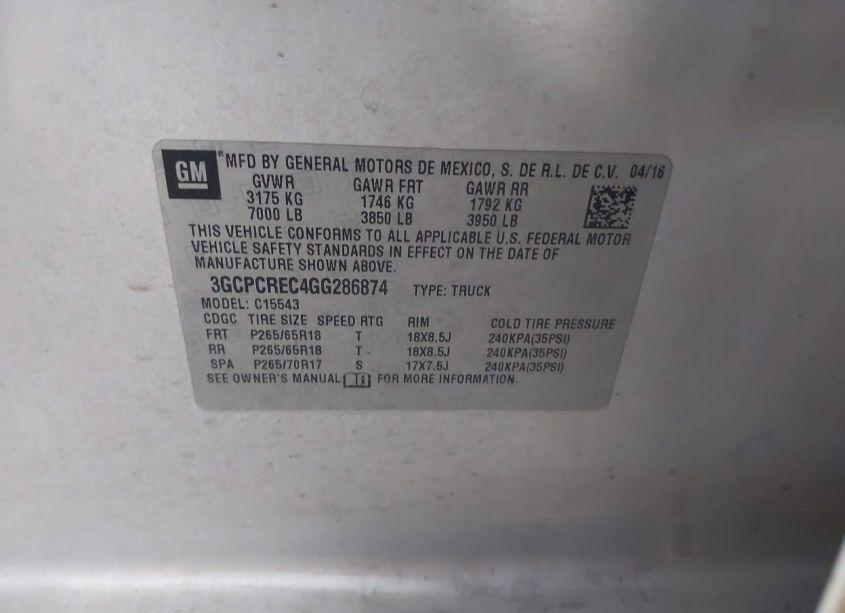 GM
*MFD BY GENERAL MOTORS DE MEXICO, S. DE R.L. DE C.V. 04/16
GVWR GAWR FRT GAWR RR
3175 KG 1746 KG 1792 KG
7000 LB 3850 LB 3950 LB
THIS VEHICLE CONFORMS TO ALL APPLICABLE U.S. FEDERAL MOTOR
VEHICLE SAFETY STANDARDS IN EFFECT ON THE DATE OF
MANUFACTURE SHOWN ABOVE.
3GCPCREC4GG286874 TYPE: TRUCK
MODEL: C15543
CDGC TIRE SIZE SPEED RTG RIM COLD TIRE PRESSURE
FRT P265/65R18 T 18X8.5J 240KPA(35PSI)
RR P265/65R18 T 18X8.5J 240KPA(35PSI)
SPA P265/70R17 S 17X7.5J 240KPA(35PSI)
SEE OWNER'S MANUAL FOR MORE INFORMATION.